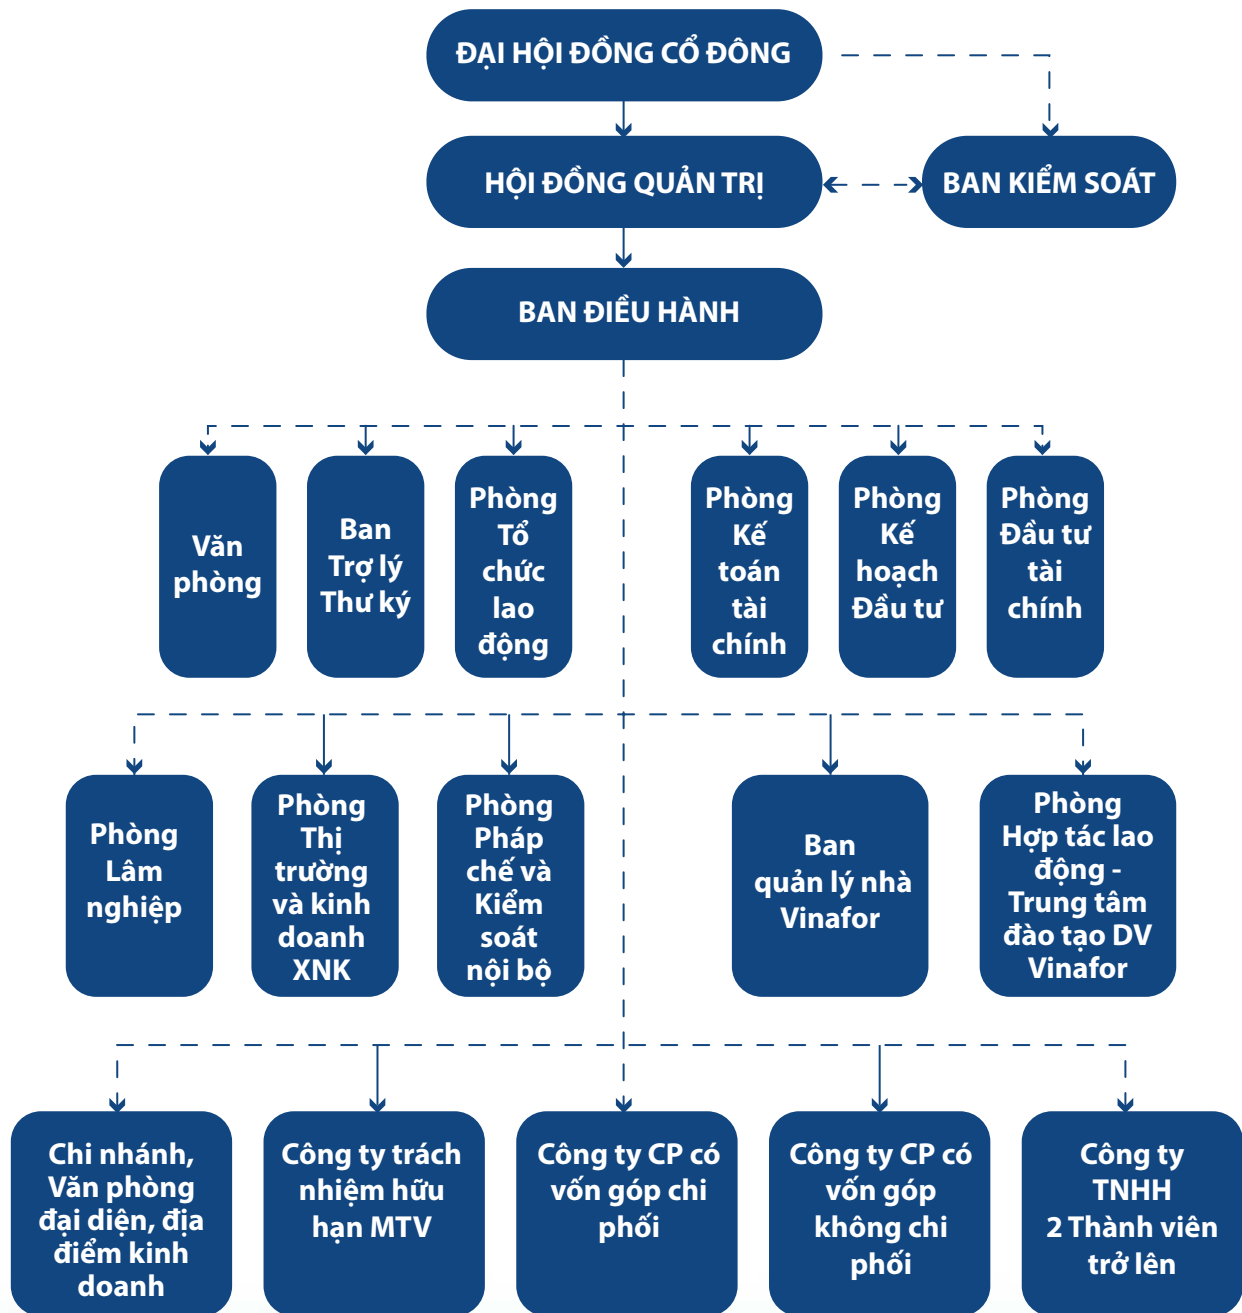 ĐẠI HỘI ĐỒNG CỔ ĐÔNG
HỘI ĐỒNG QUẢN TRỊ
BAN KIỂM SOÁT
BAN ĐIỀU HÀNH
Văn
phòng
Ban
Trợ lý
Thư ký
Phòng
Tổ
chức
lao
động
Phòng
Kế
toán
tài
chính
Phòng
Kế
hoạch
Đầu tư
Phòng
Đầu tư
tài
chính
Phòng
Lâm
nghiệp
Phòng
Thị
trường
và kinh
doanh
XNK
Phòng
Pháp
chế và
Kiểm
soát
nội bộ
Ban
quản lý nhà
Vinafor
Phòng
Hợp tác lao
động -
Trung tâm
đào tạo DV
Vinafor
Chi nhánh,
Văn phòng
đại diện, địa
điểm kinh
doanh
Công ty trách
nhiệm hữu
hạn MTV
Công ty CP có
vốn góp chi
phối
Công ty CP có
vốn góp
không chi
phối
Công ty
TNHH
2 Thành viên
trở lên